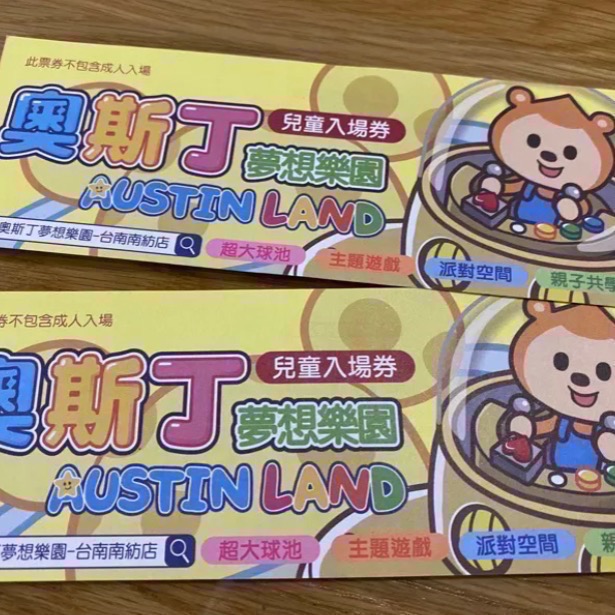 此票券不包含成人入場
奧斯丁
兒童入場券
夢想樂園
AUSTIN LAND
奧斯丁夢想樂園-台南南紡店
超大球池 主題遊戲 派對空間 親子共學
券不包含成人入場
奧斯丁
兒童入場券
夢想樂園
AUSTIN LAND
夢想樂園-台南南紡店
超大球池 主題遊戲 派對空間 親